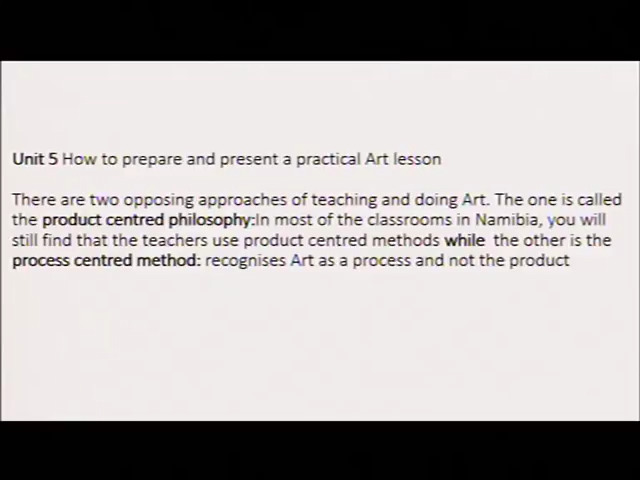 Unit 5 How to prepare and present a practical Art lesson
There are two opposing approaches of teaching and doing Art. The one is called
the product centred philosophy:In most of the classrooms in Namibia, you will
still find that the teachers use product centred methods while the other is the
process centred method: recognises Art as a process and not the product